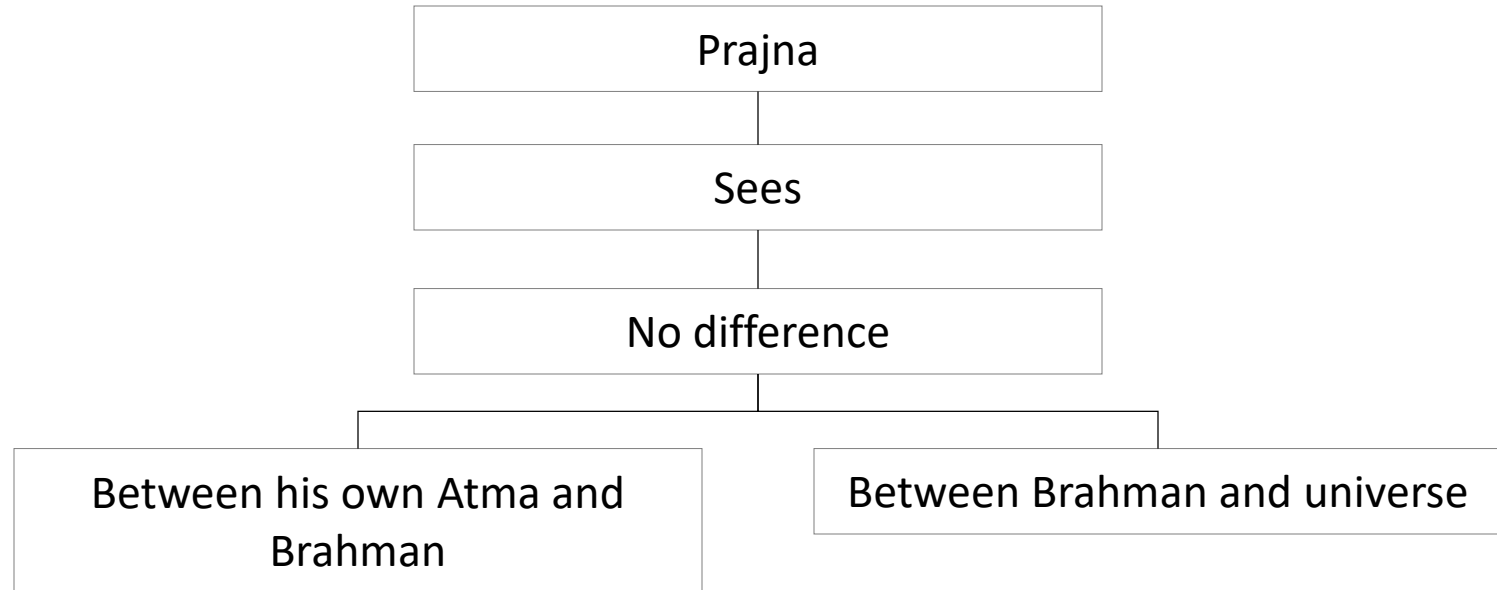 Prajna
Sees
No difference
Between his own Atma and
Brahman
Between Brahman and universe